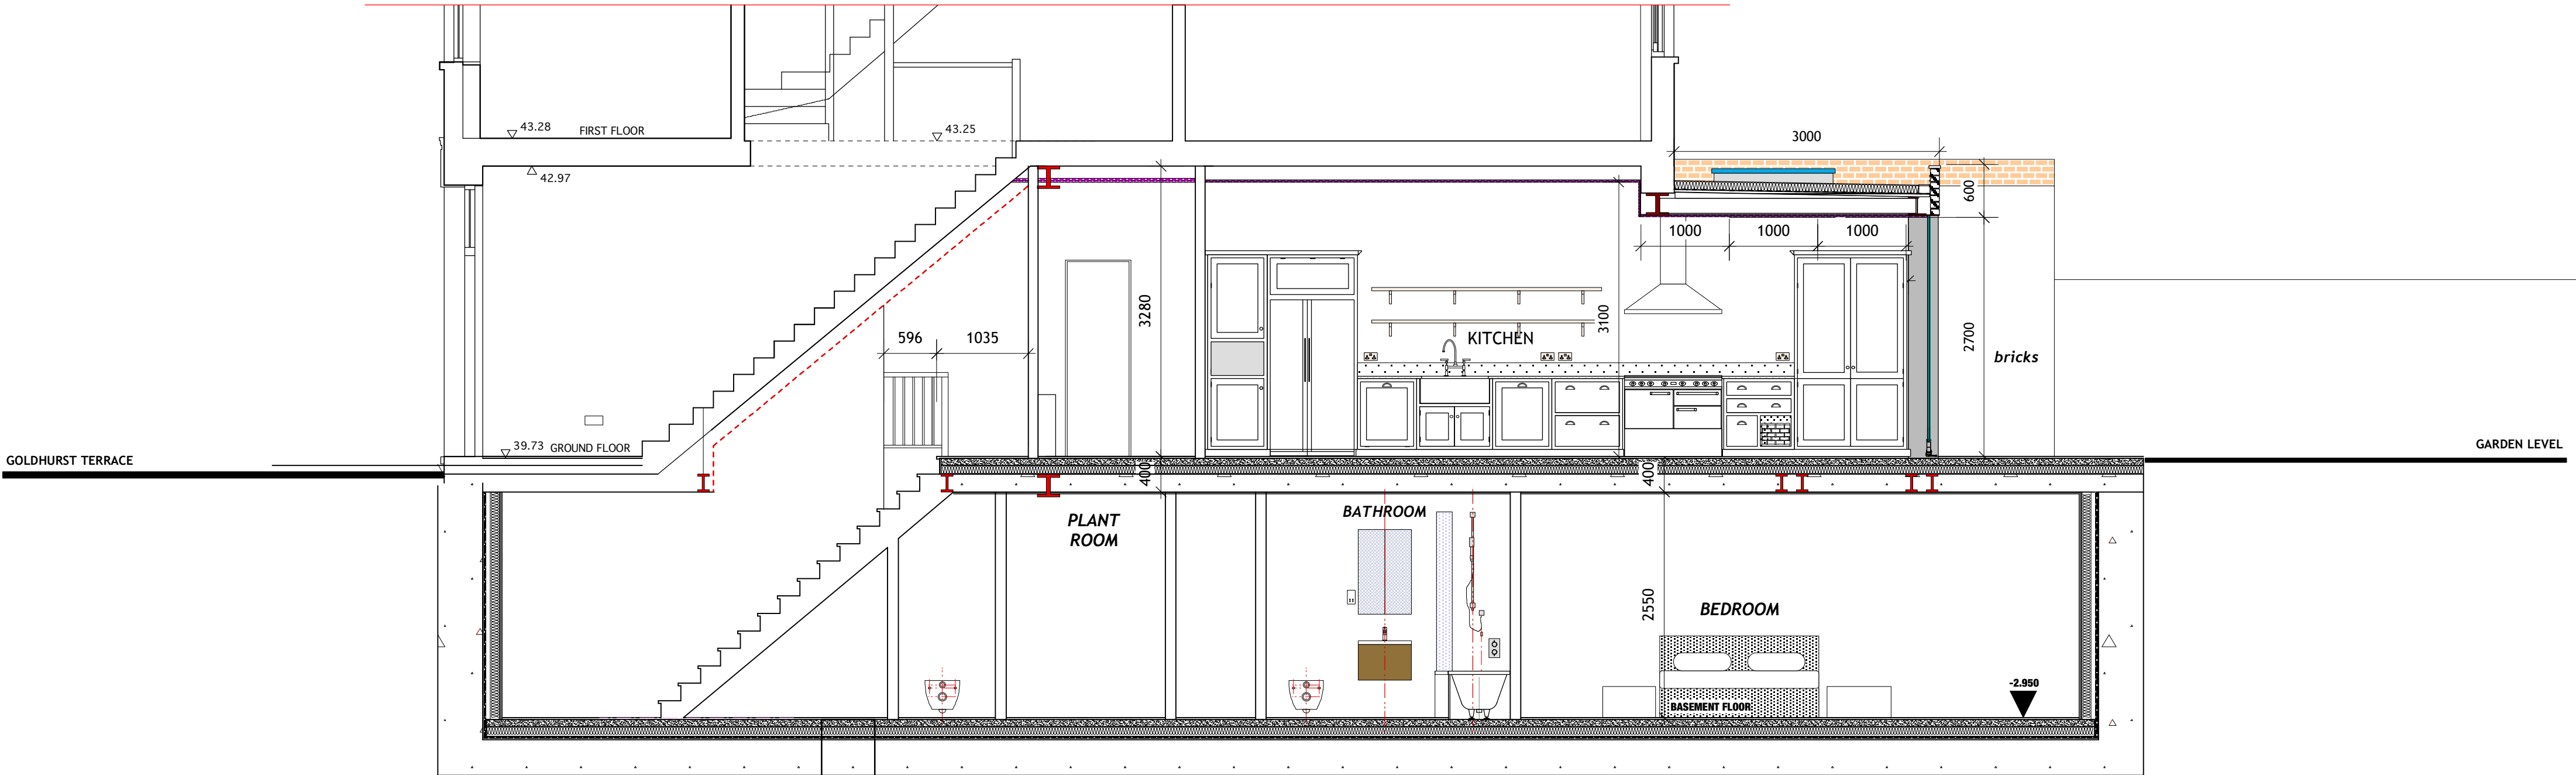 43.28
FIRST FLOOR
43.25
42.97
3000
600
1000
1000
1000
3280
3100
2700
596
1035
KITCHEN
bricks
39.73
GROUND FLOOR
GOLDHURST TERRACE
GARDEN LEVEL
400
400
PLANT
ROOM
BATHROOM
2550
BEDROOM
-2.950
BASEMENT FLOOR